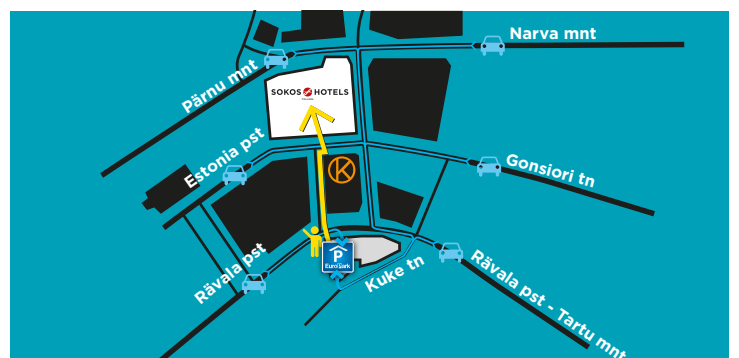 Narva mnt
Pärnu mnt
SOKOS HOTELS
Estonia pst
K
Gonsiori tn
Rävala pst
P
EuroPark
Kuke tn
Rävala pst - Tartu mnt